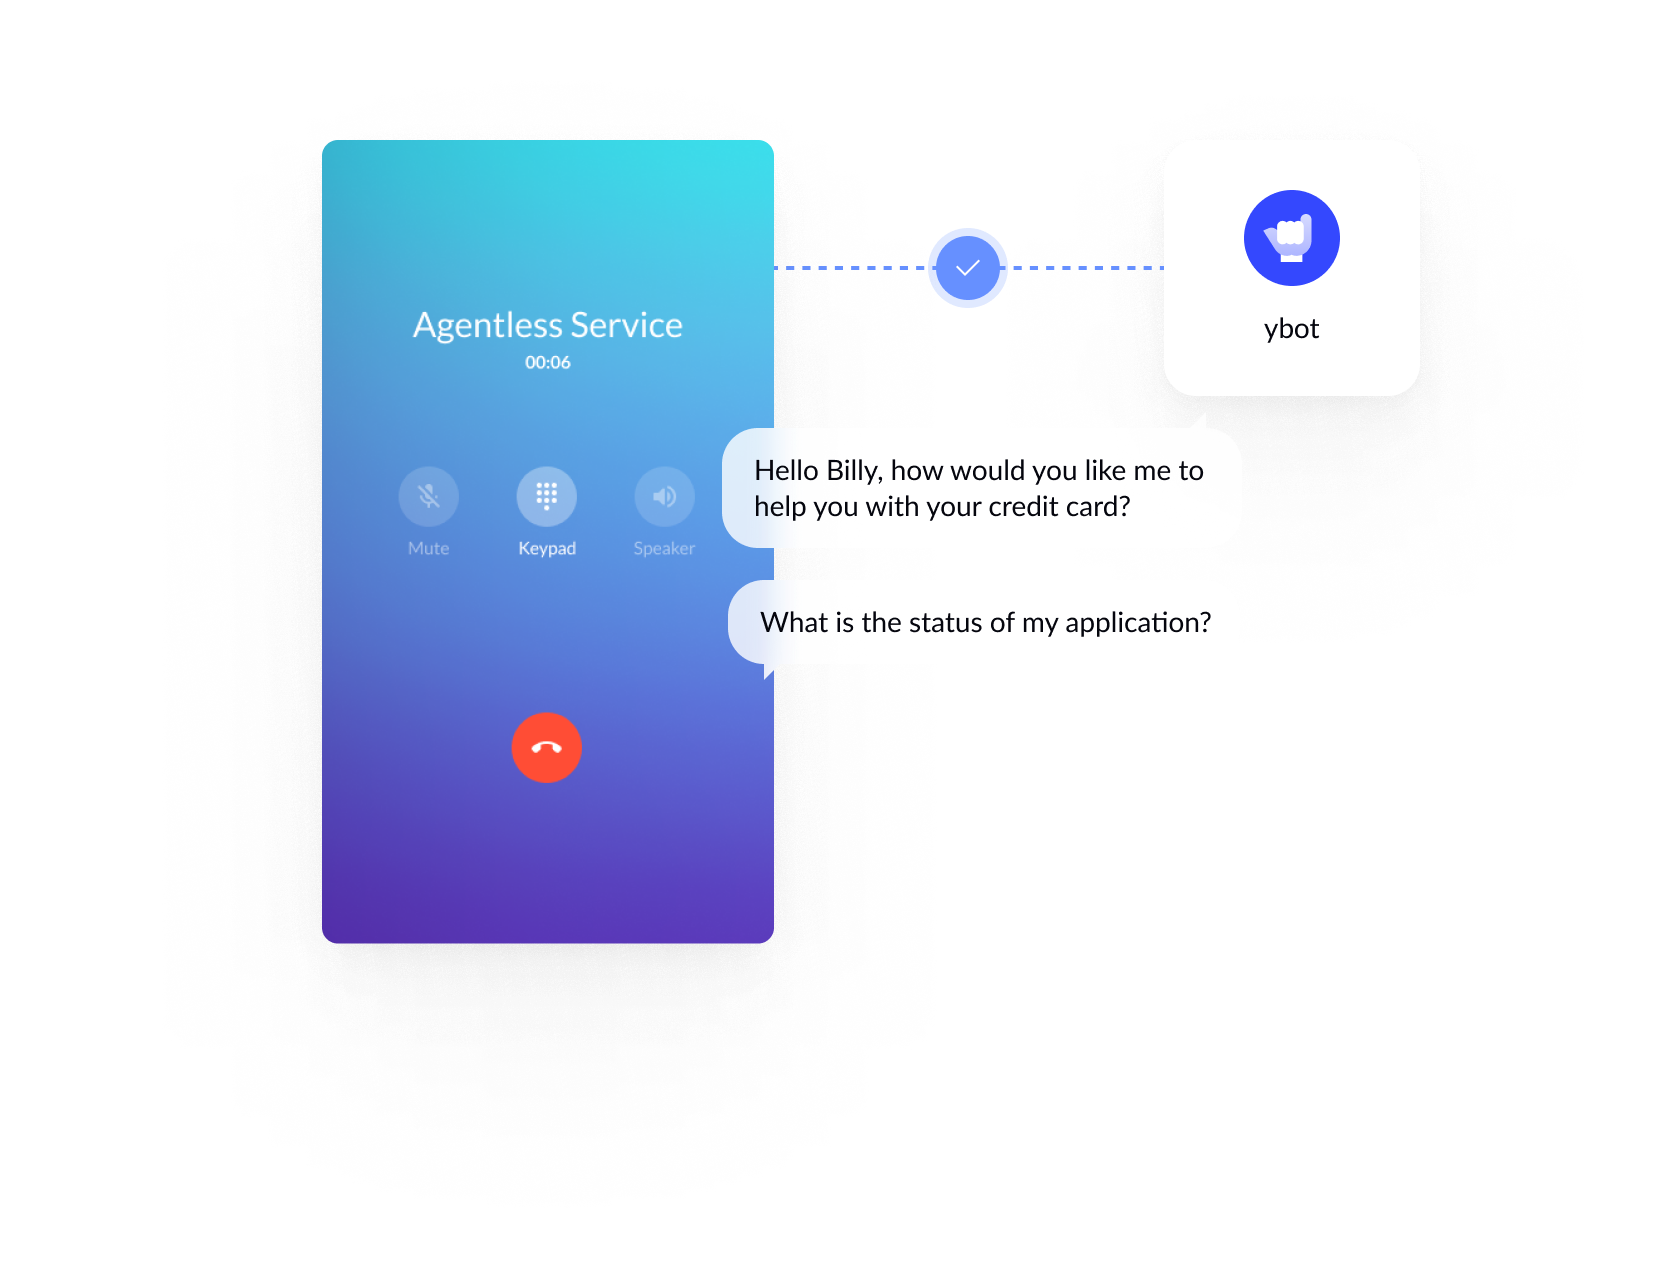 Agentless Service
00:06
Mute
Keypad
Speaker
ybot
Hello Billy, how would you like me to
help you with your credit card?
What is the status of my application?